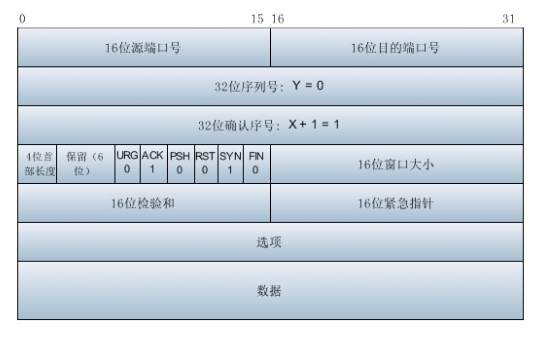 0 15 16 31
16位源端口号 16位目的端口号
32位序列号: Y = 0
32位确认序号: X + 1 = 1
4位首部长度 保留（6位） URG 0 ACK 1 PSH 0 RST 0 SYN 1 FIN 0 16位窗口大小
16位检验和 16位紧急指针
选项
数据